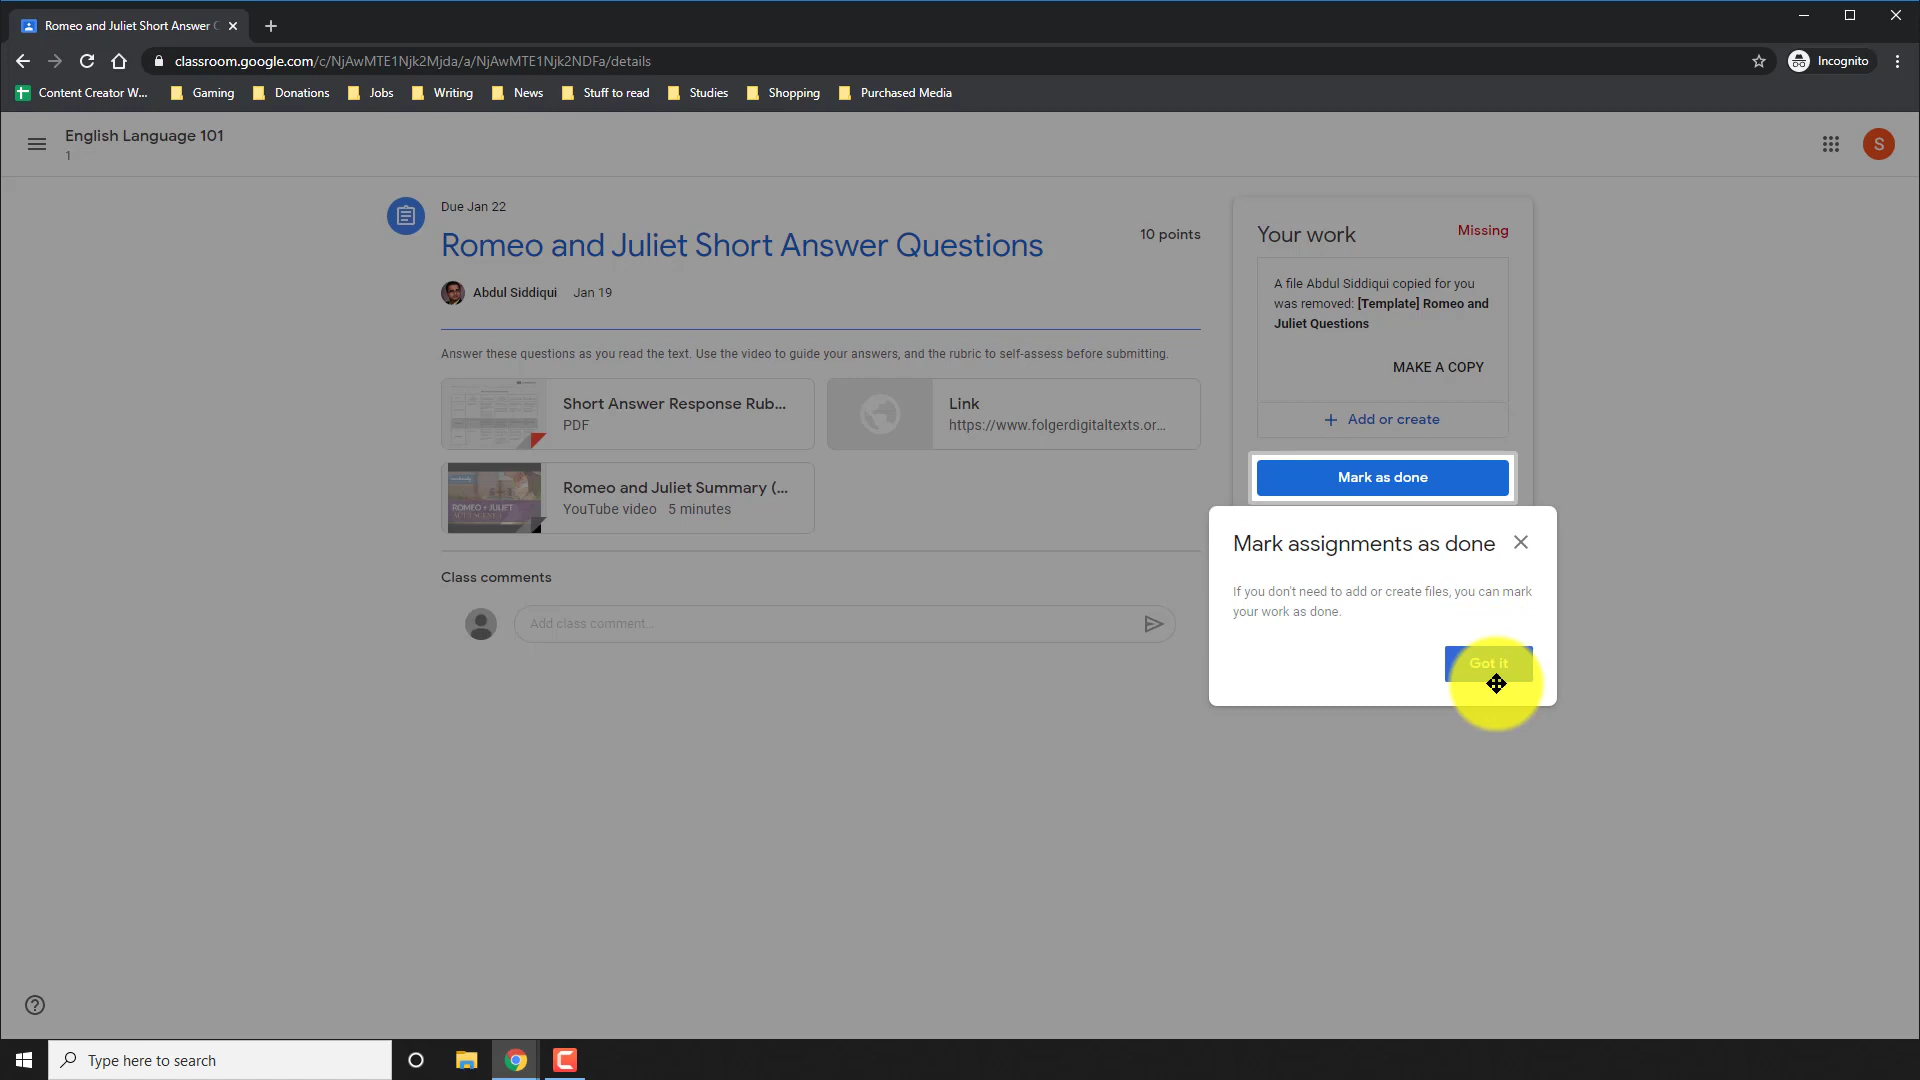 Romeo and Juliet Short Answer
classroom.google.com/c/NjAwMTE1Njk2Mjda/a/NjAwMTE1Njk2NDFa/details
Incognito
Content Creator W...
Gaming
Donations
Jobs
Writing
News
Stuff to read
Studies
Shopping
Purchased Media
English Language 101
1
S
Due Jan 22
Romeo and Juliet Short Answer Questions
10 points
Abdul Siddiqui Jan 19
Answer these questions as you read the text. Use the video to guide your answers, and the rubric to self-assess before submitting.
Short Answer Response Rub...
PDF
Link
https://www.folgerdigitaltexts.or...
ROMEO + JULIET
Romeo and Juliet Summary (...
YouTube video 5 minutes
Class comments
Add class comment...
Your work
Missing
A file Abdul Siddiqui copied for you
was removed: [Template] Romeo and
Juliet Questions
MAKE A COPY
+ Add or create
Mark as done
Mark assignments as done
If you don't need to add or create files, you can mark
your work as done.
Got it
Type here to search